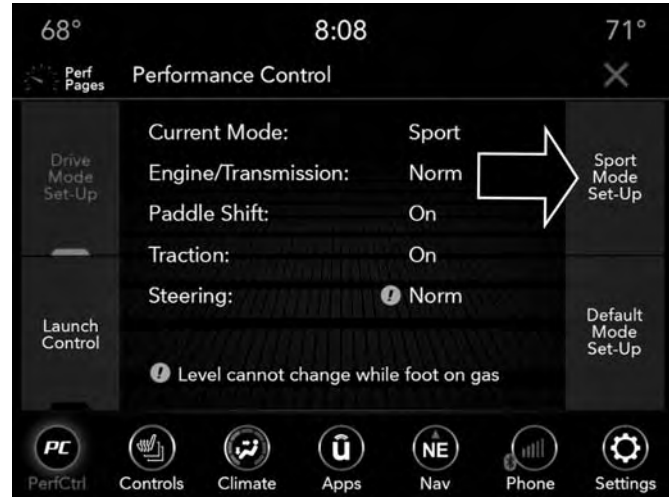 68°
8:08
71°
Perf
Pages
Performance Control
Drive
Mode
Set-Up
Current Mode: Sport
Engine/Transmission: Norm
Paddle Shift: On
Traction: On
Steering: ! Norm
! Level cannot change while foot on gas
Sport
Mode
Set-Up
Launch
Control
Default
Mode
Set-Up
PC
PerfCtrl
Controls
Climate
û
Apps
NE
Nav
Phone
Settings